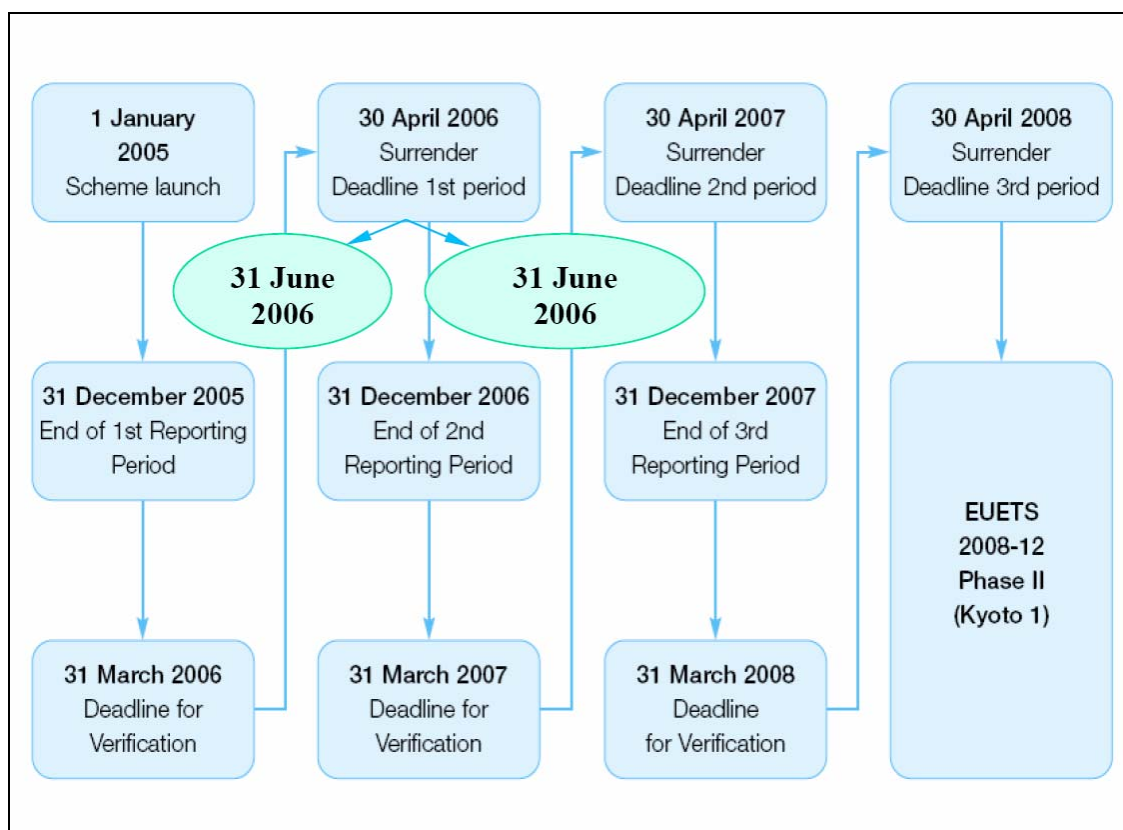 1 January
2005
Scheme launch
30 April 2006
Surrender
Deadline 1st period
30 April 2007
Surrender
Deadline 2nd period
30 April 2008
Surrender
Deadline 3rd period
31 June
2006
31 June
2006
31 December 2005
End of 1st Reporting
Period
31 December 2006
End of 2nd
Reporting Period
31 December 2007
End of 3rd
Reporting Period
EUETS
2008-12
Phase II
(Kyoto 1)
31 March 2006
Deadline for
Verification
31 March 2007
Deadline for
Verification
31 March 2008
Deadline
for Verification